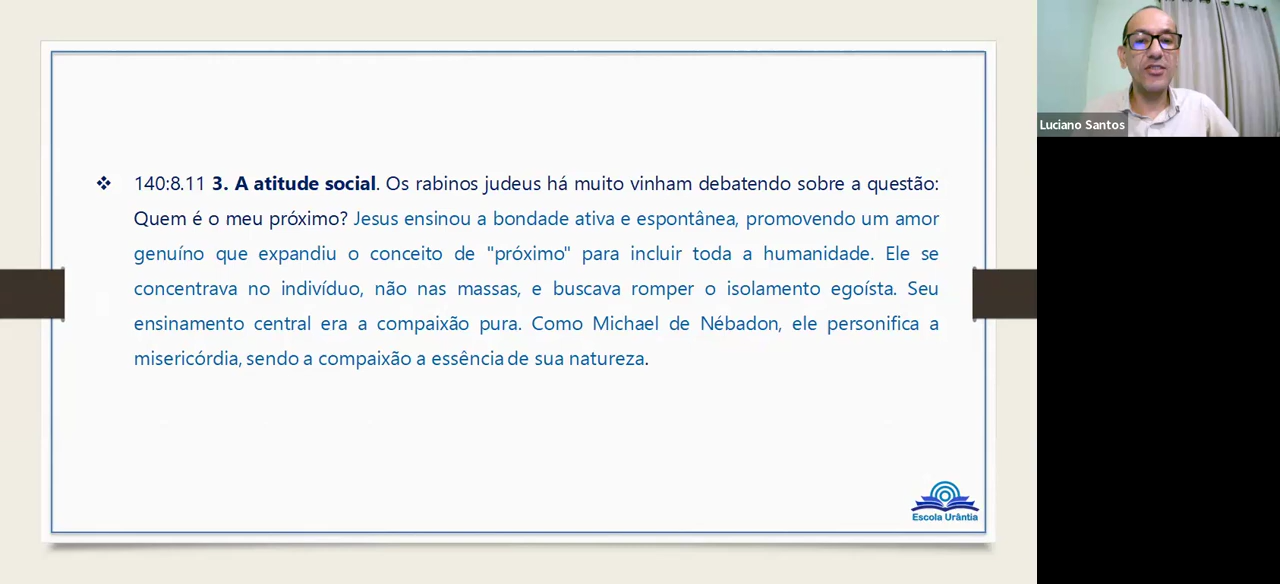 ❖ 140:8.11 3. A atitude social. Os rabinos judeus há muito vinham debatendo sobre a questão:
Quem é o meu próximo? Jesus ensinou a bondade ativa e espontânea, promovendo um amor
genuíno que expandiu o conceito de "próximo" para incluir toda a humanidade. Ele se
concentrava no indivíduo, não nas massas, e buscava romper o isolamento egoísta. Seu
ensinamento central era a compaixão pura. Como Michael de Nébadon, ele personifica a
misericórdia, sendo a compaixão a essência de sua natureza.
Escola Urântia
Luciano Santos